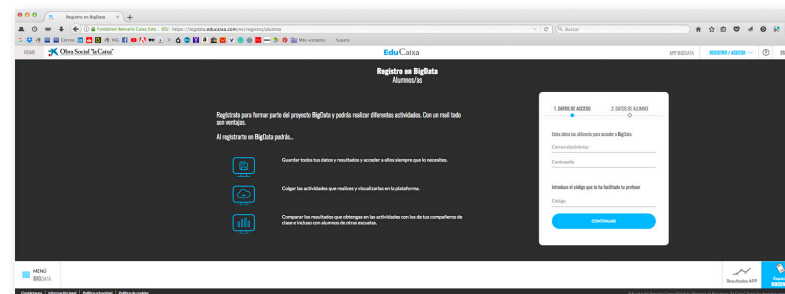 Registro en BigData
https://bigdata.educaixa.com/es/registro/alumno
Buscar
Correo
Más visitados
Supera
HOME
Obra Social "la Caixa"
EduCaixa
APP BIGDATA
REGISTRO / ACCESO
Registro en BigData
Alumnos/as
Regístrate para formar parte del proyecto BigData y podrás realizar diferentes actividades. Con un mail todo
son ventajas.
Al registrarte en BigData podrás...
Guardar todos tus datos y resultados y acceder a ellos siempre que lo necesites.
Colgar las actividades que realices y visualizarlas en la plataforma.
Comparar los resultados que obtengas en las actividades con los de tus compañeros de
clase e incluso con alumnos de otras escuelas.
1. DATOS DE ACCESO
2. DATOS DE ALUMNO
Estos datos los utilizarás para acceder a BigData:
Correo electrónico
Contraseña
Introduce el código que te ha facilitado tu profesor
Código
CONTINUAR
MENÚ
BIGDATA
Resultados APP